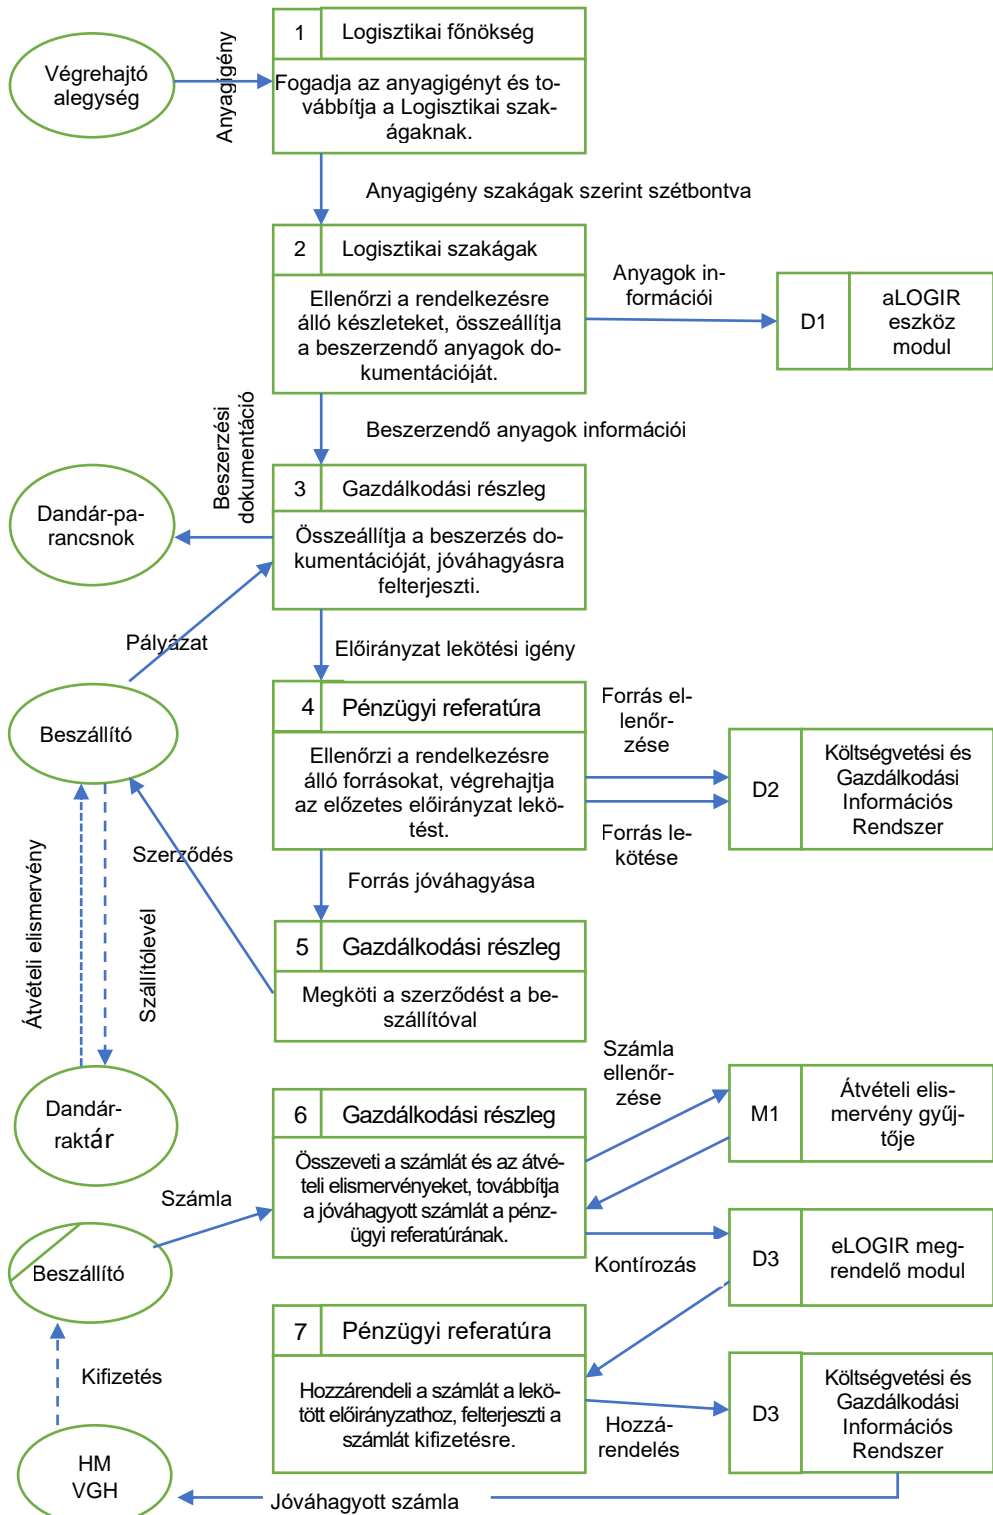 1
Logisztikai főnökség
Végrehajtó
alegység
Anyagigény
Fogadja az anyagigényt és to-
vábbítja a Logisztikai szak-
ágaknak.
Anyagigény szakágak szerint szétbontva
2
Logisztikai szakágak
Ellenőrzi a rendelkezésre
álló készleteket, összeállítja
a beszerzendő anyagok do-
kumentációját.
Anyagok in-
formációi
D1
aLOGIR
eszköz
modul
Beszerzendő anyagok információi
Beszerzési
dokumentáció
3
Gazdálkodási részleg
Összeállítja a beszerzés do-
kumentációját, jóváhagyásra
felterjeszti.
Dandár-pa-
rancsnok
Pályázat
Előirányzat lekötési igény
Beszállító
4
Pénzügyi referatúra
Ellenőrzi a rendelkezésre
álló forrásokat, végrehajtja
az előzetes előirányzat lekö-
tést.
Forrás el-
lenőr-
zése
Forrás le-
kötése
D2
Költségvetési és
Gazdálkodási
Információs
Rendszer
Szerződés
Forrás jóváhagyása
Átvételi elismervény
Szállítólevél
5
Gazdálkodási részleg
Megköti a szerződést a be-
szállítóval
Dandár-
raktár
6
Gazdálkodási részleg
Összeveti a számlát és az átvé-
teli elismervényeket, továbbítja
a jóváhagyott számlát a pénz-
ügyi referatúrának.
Számla
ellenőr-
zése
M1
Átvételi elis-
mervény gyűj-
tője
Számla
Beszállító
Kontírozás
D3
eLOGIR meg-
rendelő modul
7
Pénzügyi referatúra
Hozzárendeli a számlát a lekö-
tött előirányzathoz, felterjeszti a
számlát kifizetésre.
Hozzá-
rendelés
D3
Költségvetési és
Gazdálkodási
Információs
Rendszer
Kifizetés
HM
VGH
Jóváhagyott számla